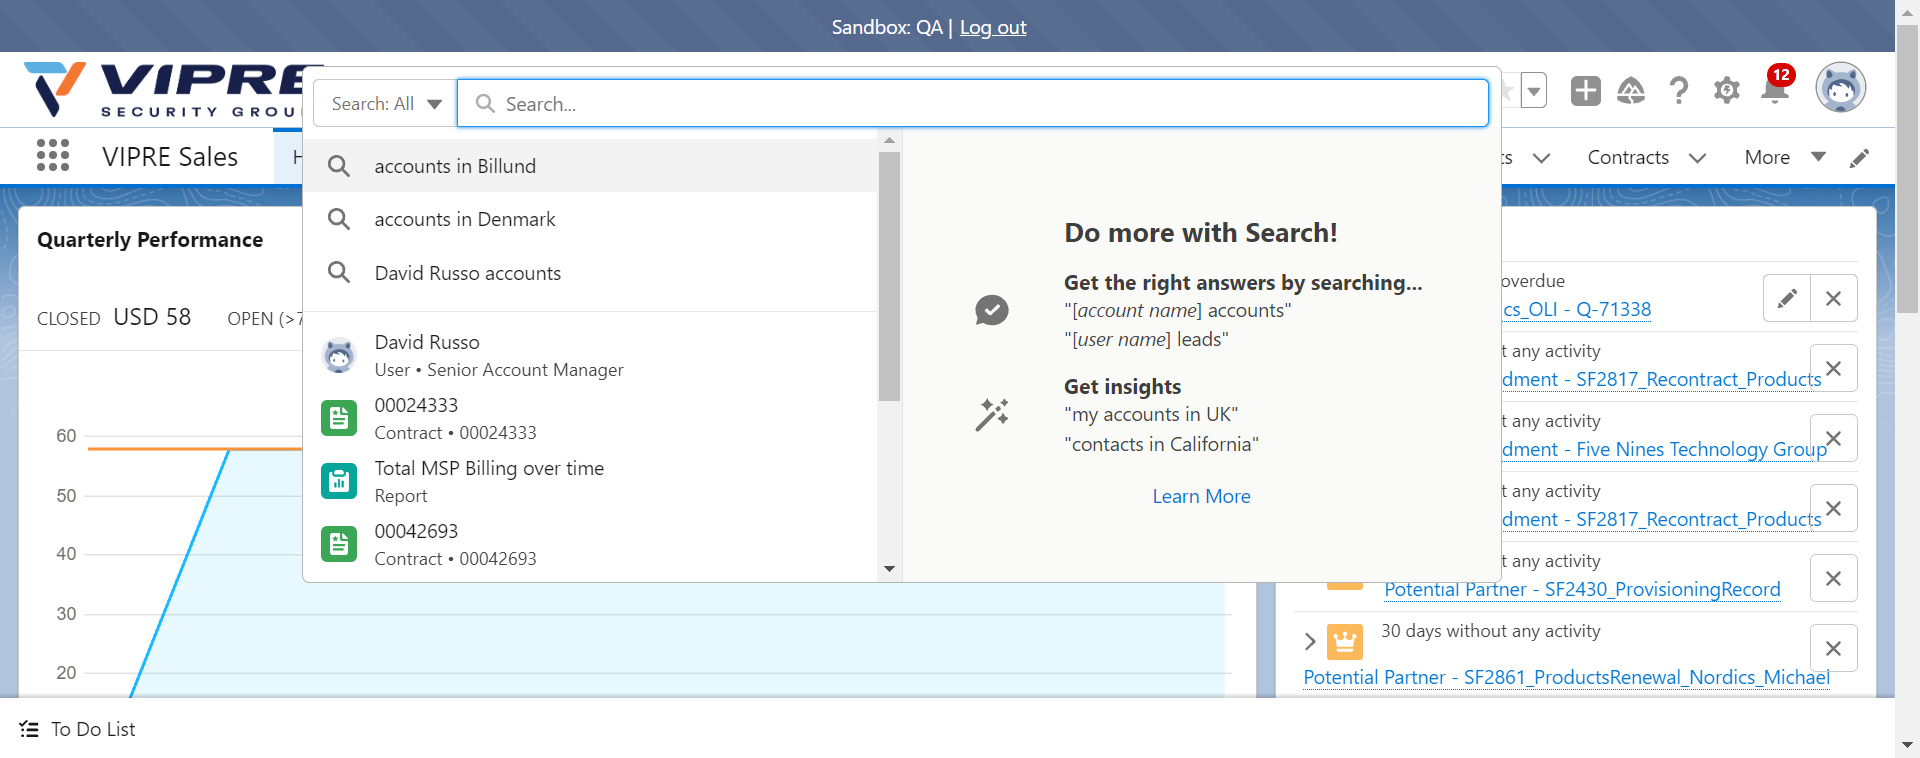 Sandbox: QA | Log out
VIPRE
SECURITY GROU
Search: All
Search...
12
VIPRE Sales
H
ts
Contracts
More
accounts in Billund
accounts in Denmark
David Russo accounts
David Russo
User • Senior Account Manager
00024333
Contract • 00024333
Total MSP Billing over time
Report
00042693
Contract • 00042693
Do more with Search!
Get the right answers by searching...
"[account name] accounts"
"[user name] leads"
Get insights
"my accounts in UK"
"contacts in California"
Learn More
Quarterly Performance
CLOSED USD 58 OPEN (>7
60
50
40
30
20
overdue
cs_OLI - Q-71338
t any activity
dment - SF2817_Recontract_Products
t any activity
dment - Five Nines Technology Group
t any activity
dment - SF2817_Recontract_Products
t any activity
Potential Partner - SF2430_ProvisioningRecord
30 days without any activity
Potential Partner - SF2861_ProductsRenewal_Nordics_Michael
To Do List